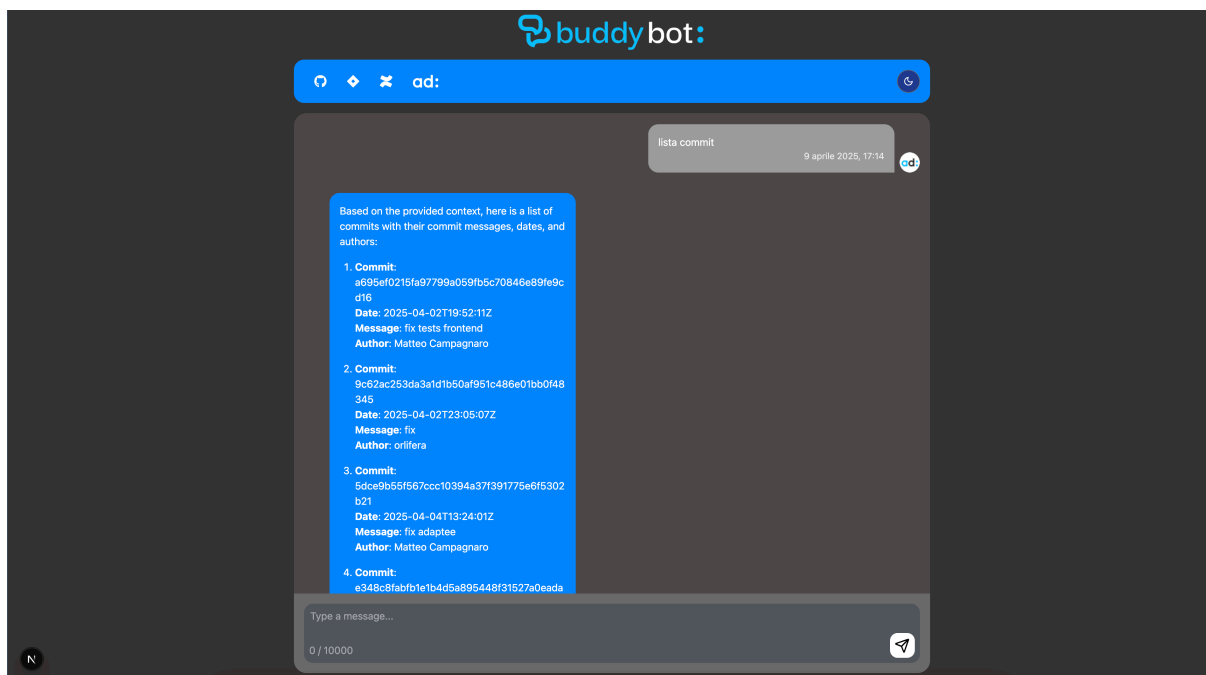 buddybot:
ad:
lista commit
9 aprile 2025, 17:14
ad:
Based on the provided context, here is a list of
commits with their commit messages, dates, and
authors:
1. Commit:
a695ef0215fa97799a059fb5c70846e89fe9c
d16
Date: 2025-04-02T19:52:11Z
Message: fix tests frontend
Author: Matteo Campagnaro
2. Commit:
9c62ac253da3a1d1b50af951c486e01bb0f48
345
Date: 2025-04-02T23:05:07Z
Message: fix
Author: orlifera
3. Commit:
5dce9b55f567ccc10394a37f391775e6f5302
b21
Date: 2025-04-04T13:24:01Z
Message: fix adaptee
Author: Matteo Campagnaro
4. Commit:
e348c8fabfb1e1b4d5a895448f31527a0eada
Type a message...
0 / 10000
N